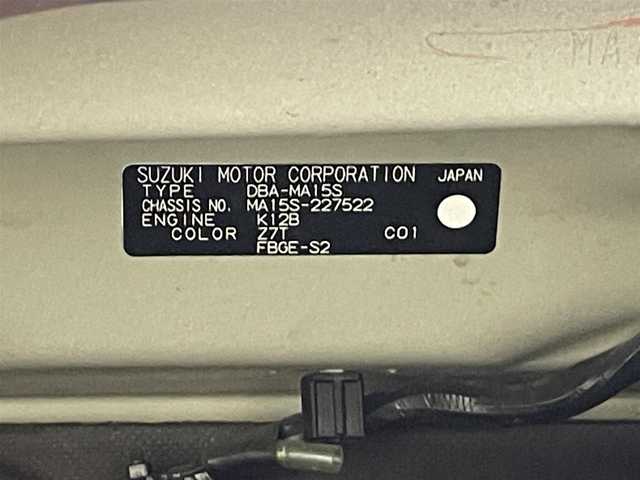 SUZUKI MOTOR CORPORATION JAPAN
TYPE DBA-MA15S
CHASSIS NO. MA15S-227522
ENGINE K12B
COLOR Z7T C01
FBGE-S2